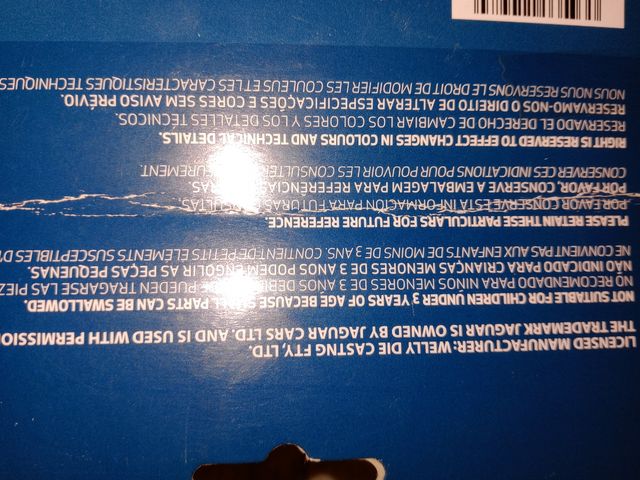 LICENSED MANUFACTURER: WELLY DIE CASTING FTY, LTD.
THE TRADEMARK JAGUAR IS OWNED BY JAGUAR CARS LTD. AND IS USED WITH PERMISSION
NOT SUITABLE FOR CHILDREN UNDER 3 YEARS OF AGE BECAUSE SMALL PARTS CAN BE SWALLOWED.
NO RECOMENDADO PARA NIÑOS MENORES DE 3 AÑOS PUEDEN TRAGARSE LAS
NÃO INDICADO PARA CRIANÇAS MENORES DE 3 ANOS PODEM ENGOLIR AS PEÇAS PEQUENAS.
NE CONVIENT PAS AUX ENFANTS DE MOINS DE 3 ANS. CONTIENT DE PETITS ELEMENTS SUSCEPTIBLES
PLEASE RETAIN THESE PARTICULARS FOR FUTURE REFERENCE.
POR FAVOR CONSERVE ESTA INFORMACIÓN PARA FUTURAS
POR FAVOR, CONSERVE A EMBALAGEM PARA REFERÊNCIAS
CONSERVER CES INDICATIONS POUR POUVOIR LES CONSULTER
RIGHT IS RESERVED TO EFFECT CHANGES IN COLOURS AND TECHNICAL DETAILS.
RESERVADO EL DERECHO DE CAMBIAR LOS COLORES Y LOS DETALLES TÉCNICOS.
RESERVAMO-NOS O DIREITO DE ALTERAR ESPECIFICAÇÕES E CORES SEM AVISO PRÉVIO.
NOUS NOUS RESERVONS LE DROIT DE MODIFIER LES COULEUS ET LES CARACTERISTIQUES TECHNIQUES